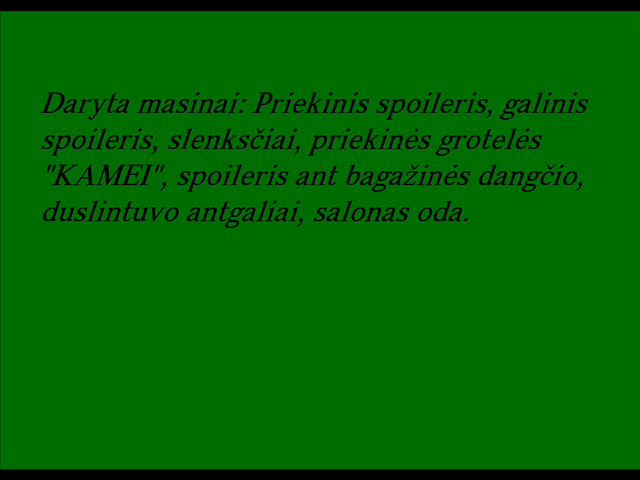 Daryta masinai: Priekinis spoileris, galinis
spoileris, slenksčiai, priekinės grotelės
"KAMEI", spoileris ant bagažinės dangčio,
duslintuvo antgaliai, salonas oda.